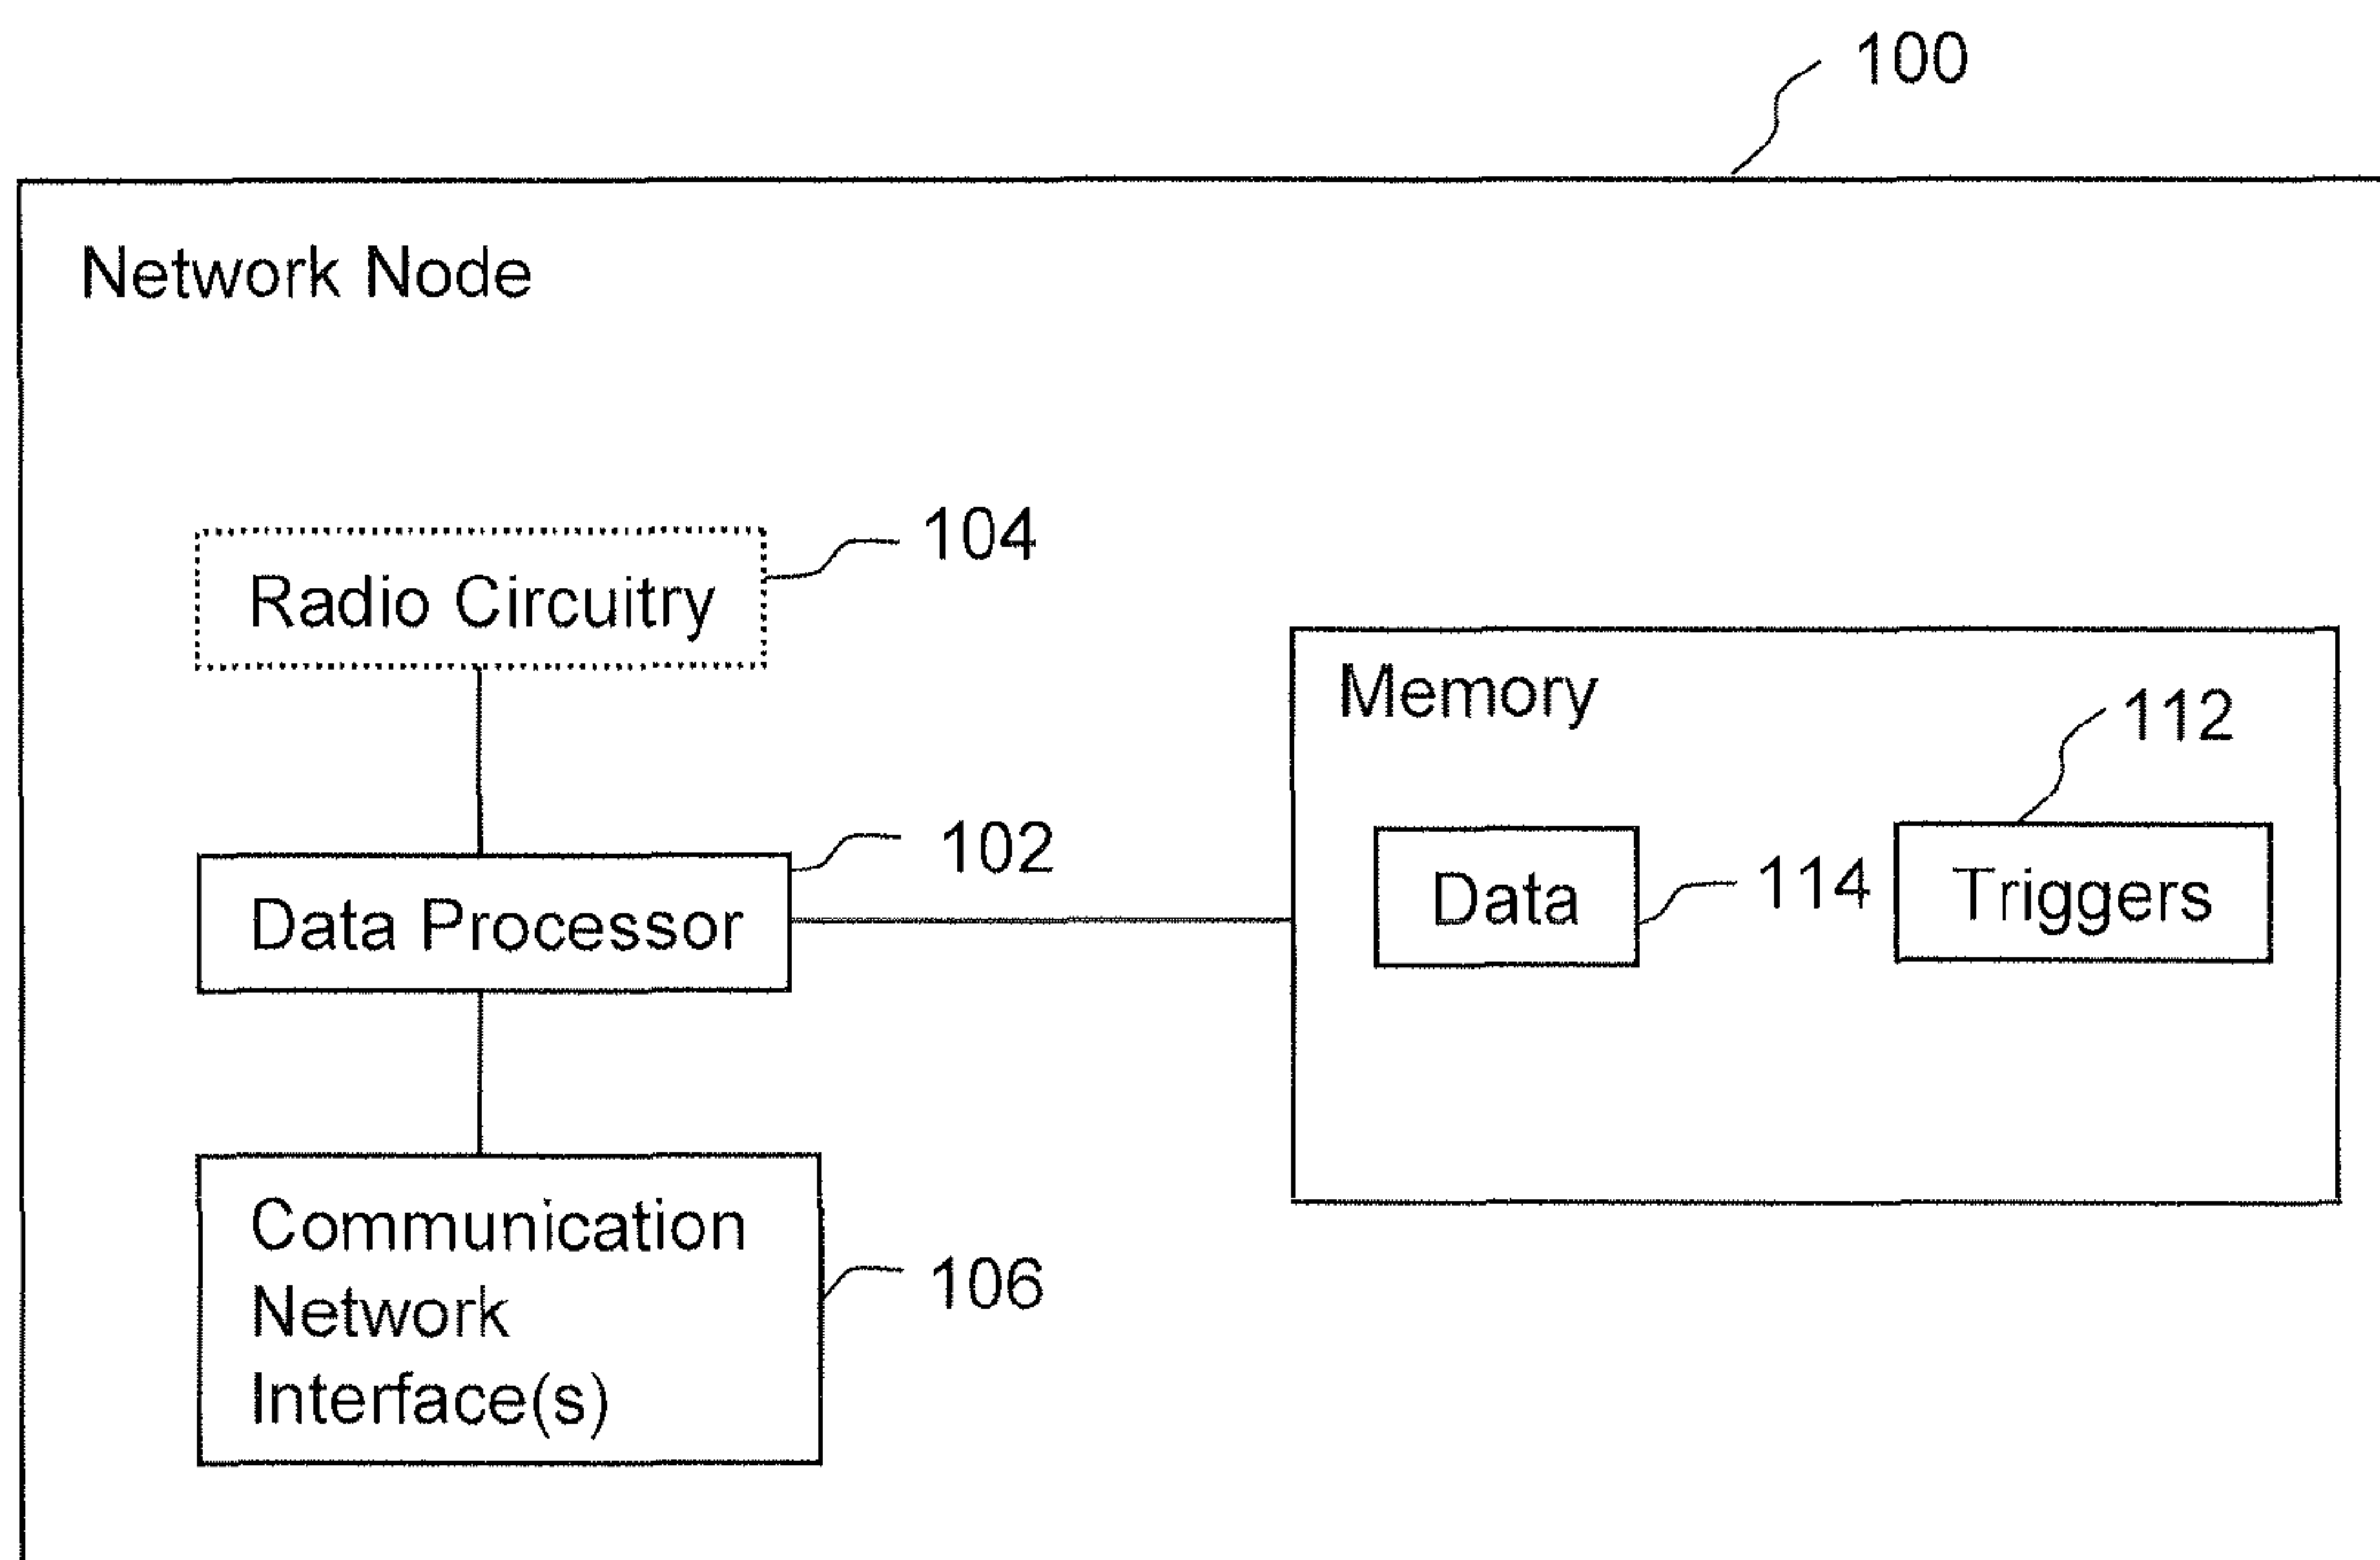 100
Network Node
104
Radio Circuitry
Memory
112
102
Data Processor
Data
114
Triggers
Communication
Network
Interface(s)
106